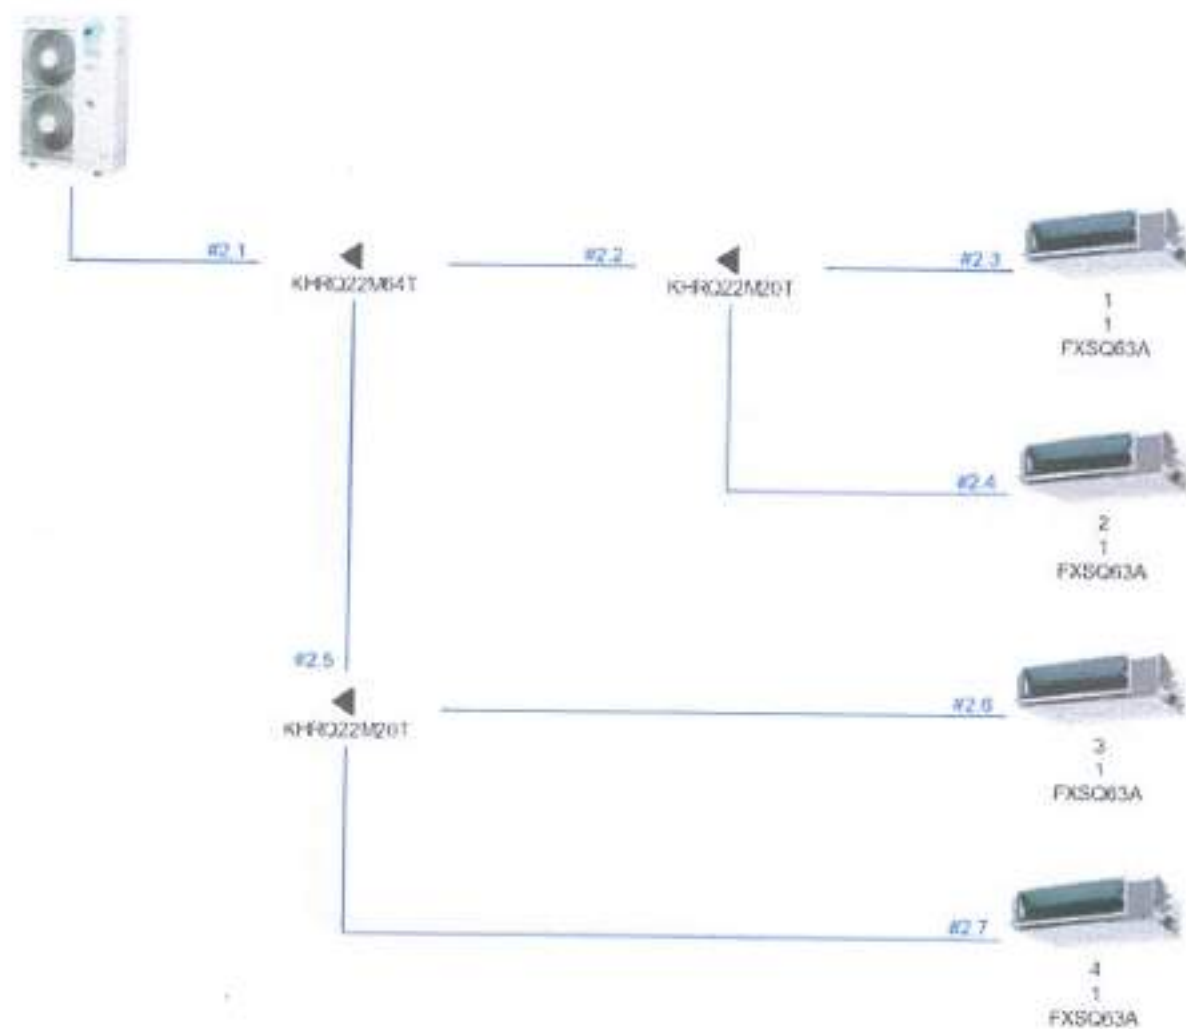 #2.1
#2.2
#2.3
KHRQ22M64T
KHRQ22M20T
1
1
FXSQ63A
#2.4
2
1
FXSQ63A
#2.5
KHRQ22M20T
#2.6
3
1
FXSQ63A
#2.7
4
1
FXSQ63A